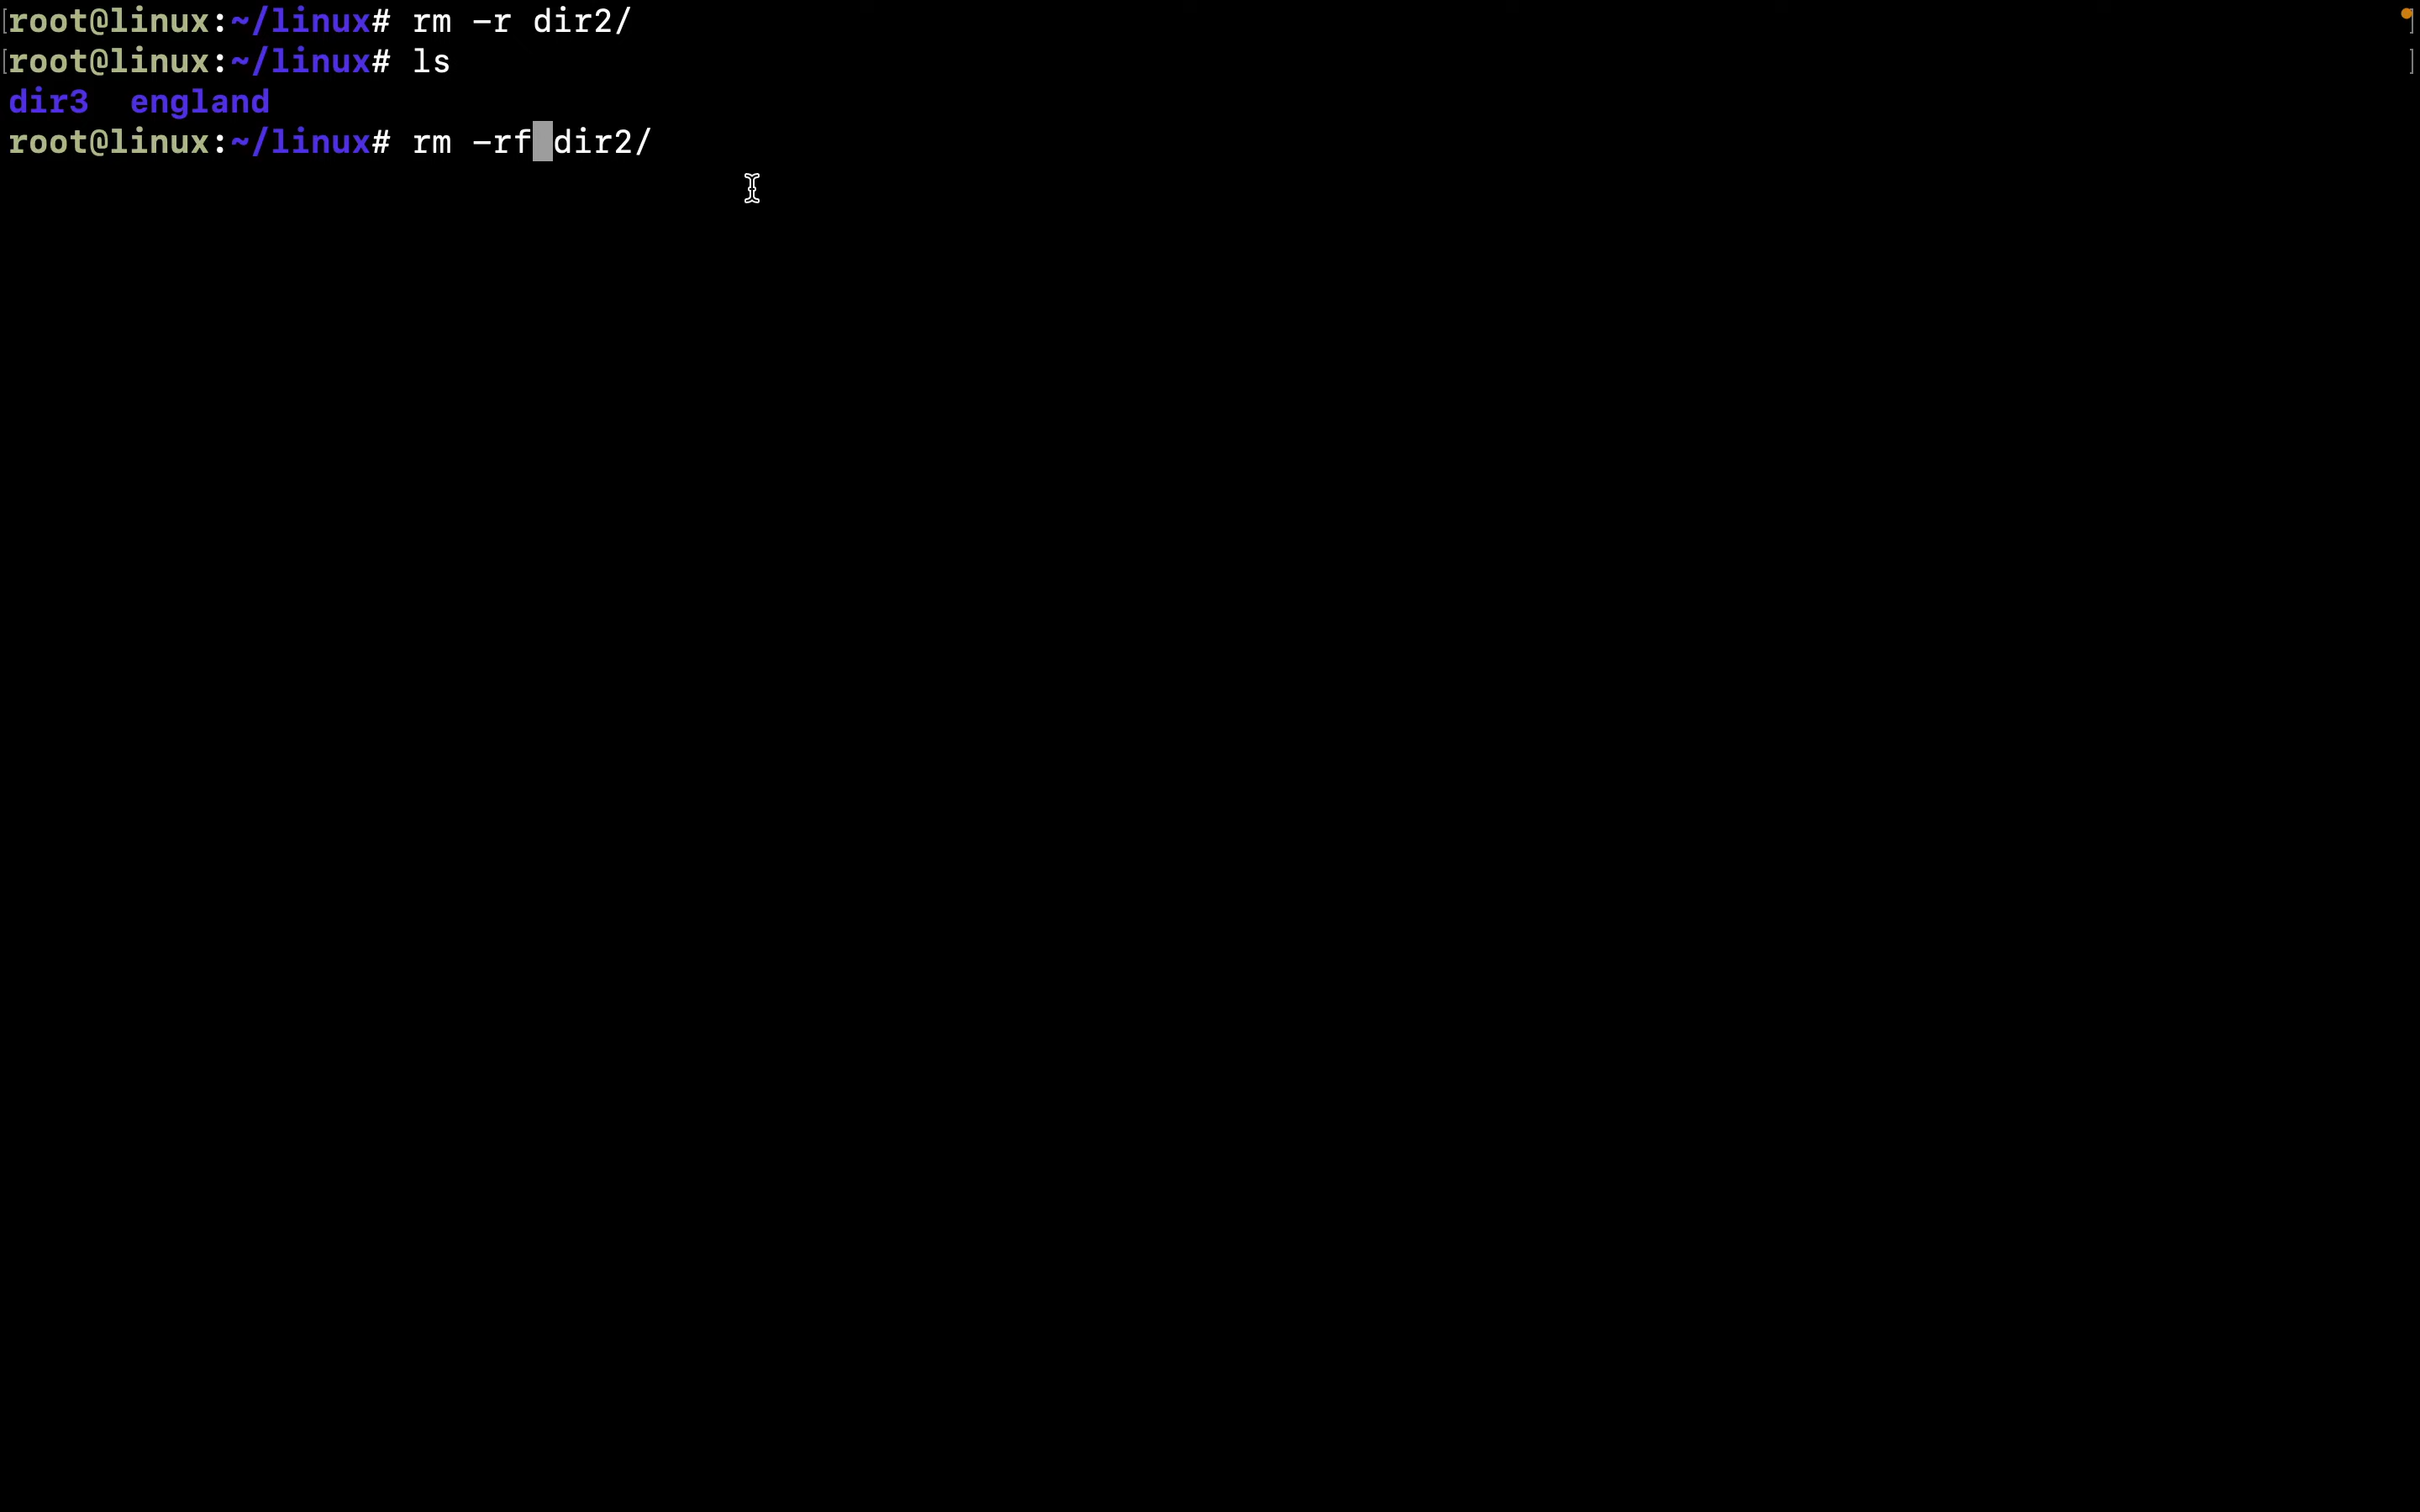 [root@linux:~/linux# rm -r dir2/ ]
[root@linux:~/linux# ls ]
dir3  england
root@linux:~/linux# rm -rf dir2/